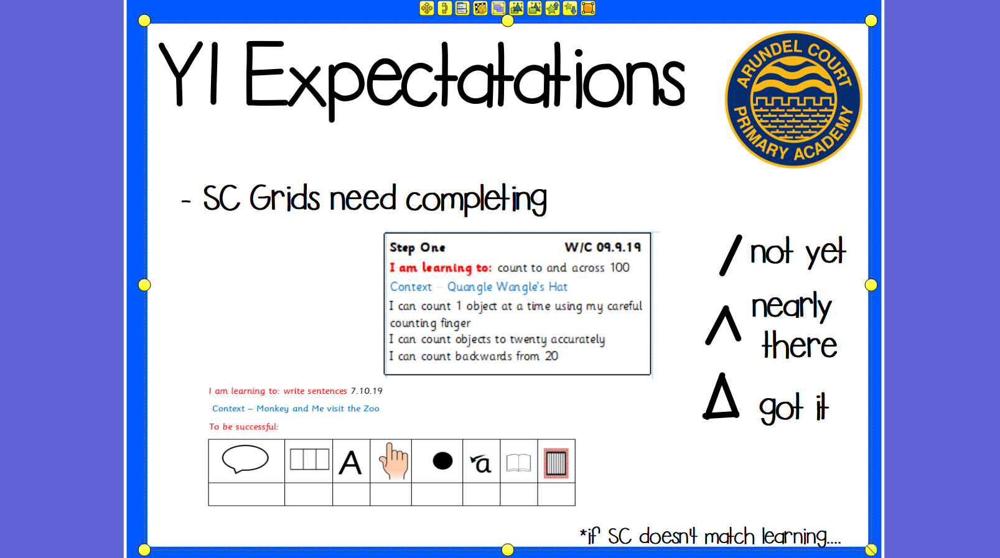 Y1 Expectatations
ARUNDEL COURT
PRIMARY ACADEMY
- SC Grids need completing
Step One W/C 09.9.19
I am learning to: count to and across 100
Context – Quangle Wangle's Hat
I can count 1 object at a time using my careful
counting finger
I can count objects to twenty accurately
I can count backwards from 20
/ not yet
nearly
there
got it
I am learning to: write sentences 7.10.19
Context – Monkey and Me visit the Zoo
To be successful:
A a
*if SC doesn't match learning....